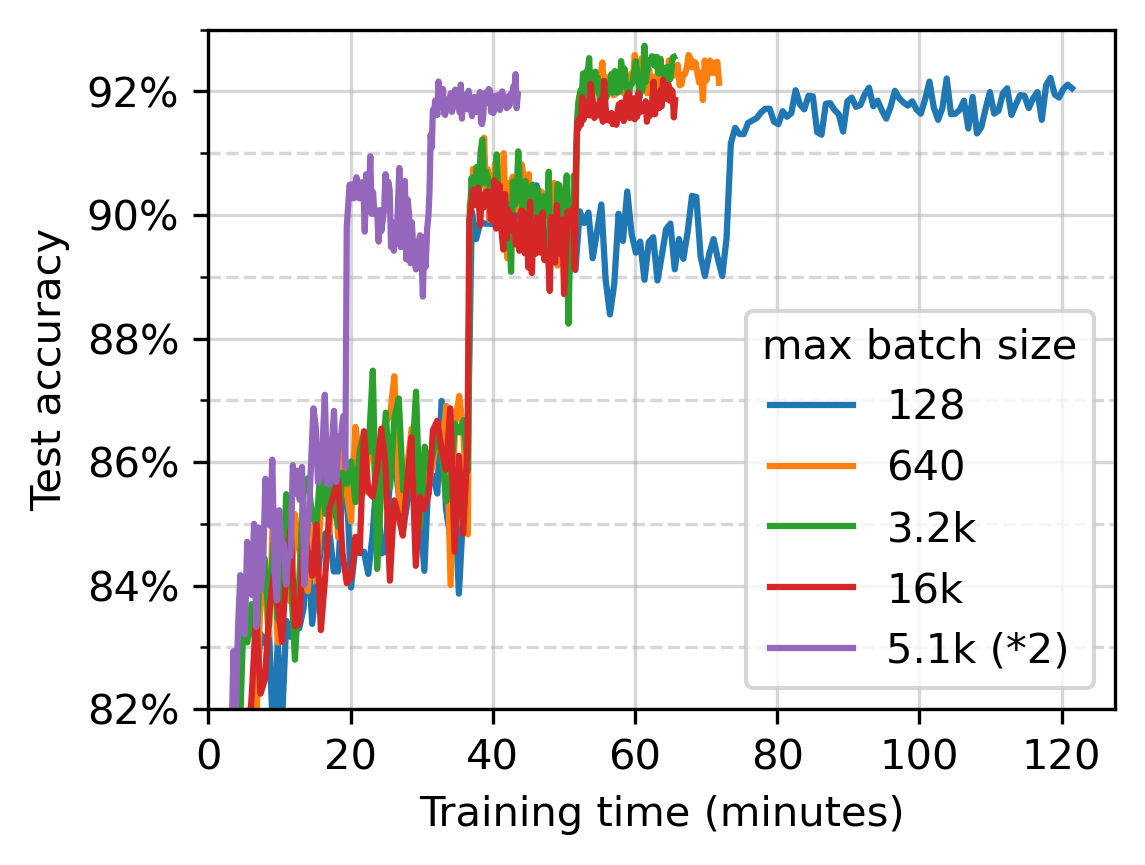 92%
90%
88%
86%
84%
82%
Test accuracy
0 20 40 60 80 100 120
Training time (minutes)
max batch size
128
640
3.2k
16k
5.1k (*2)